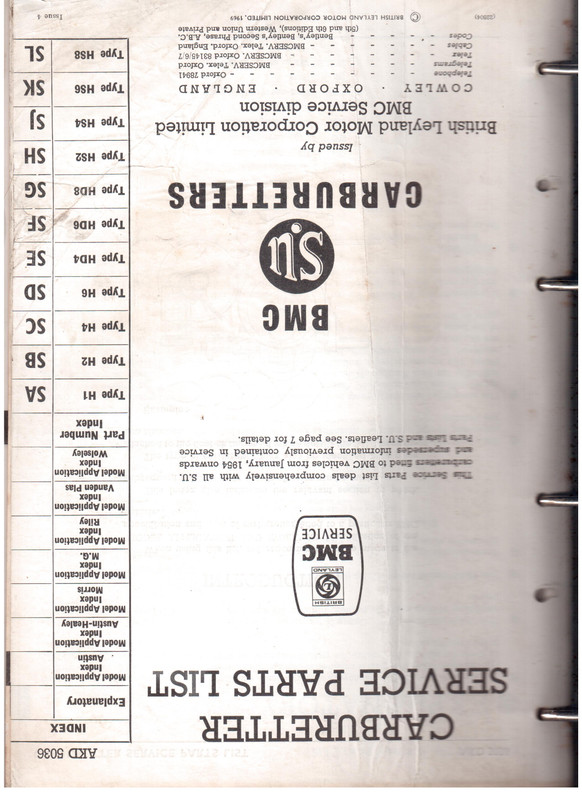 AKD 5036
CARBURETTER
SERVICE PARTS LIST
BRITISH
LEYLAND
BMC
SERVICE
This Service Parts List deals comprehensively with all S.U.
carburetters fitted to BMC vehicles from January, 1954 onwards
and supersedes information previously contained in Service
Parts Lists and S.U. Leaflets. See page 7 for details.
BMC
S.U
CARBURETTERS
Issued by
British Leyland Motor Corporation Limited
BMC Service division
COWLEY · OXFORD · ENGLAND
Telephone - - - - - - Oxford 78941
Telegrams - - - - BMCSERV. Telex. Oxford
Telex - - - - BMCSERV. Oxford 83145/6/7
Cables - - - - BMCSERV. Telex. Oxford, England
Codes - - - - Bentley's, Bentley's Second Phrase, A.B.C.
(5th and 6th Editions), Western Union and Private
© BRITISH LEYLAND MOTOR CORPORATION LIMITED, 1969
Issue 4
INDEX
Explanatory
Model Application
Index
Austin
Model Application
Index
Austin-Healey
Model Application
Index
Morris
Model Application
Index
M.G.
Model Application
Index
Riley
Model Application
Index
Vanden Plas
Model Application
Index
Wolseley
Part Number
Index
Type H1 SA
Type H2 SB
Type H4 SC
Type H6 SD
Type HD4 SE
Type HD6 SF
Type HD8 SG
Type HS2 SH
Type HS4 SJ
Type HS6 SK
Type HS8 SL